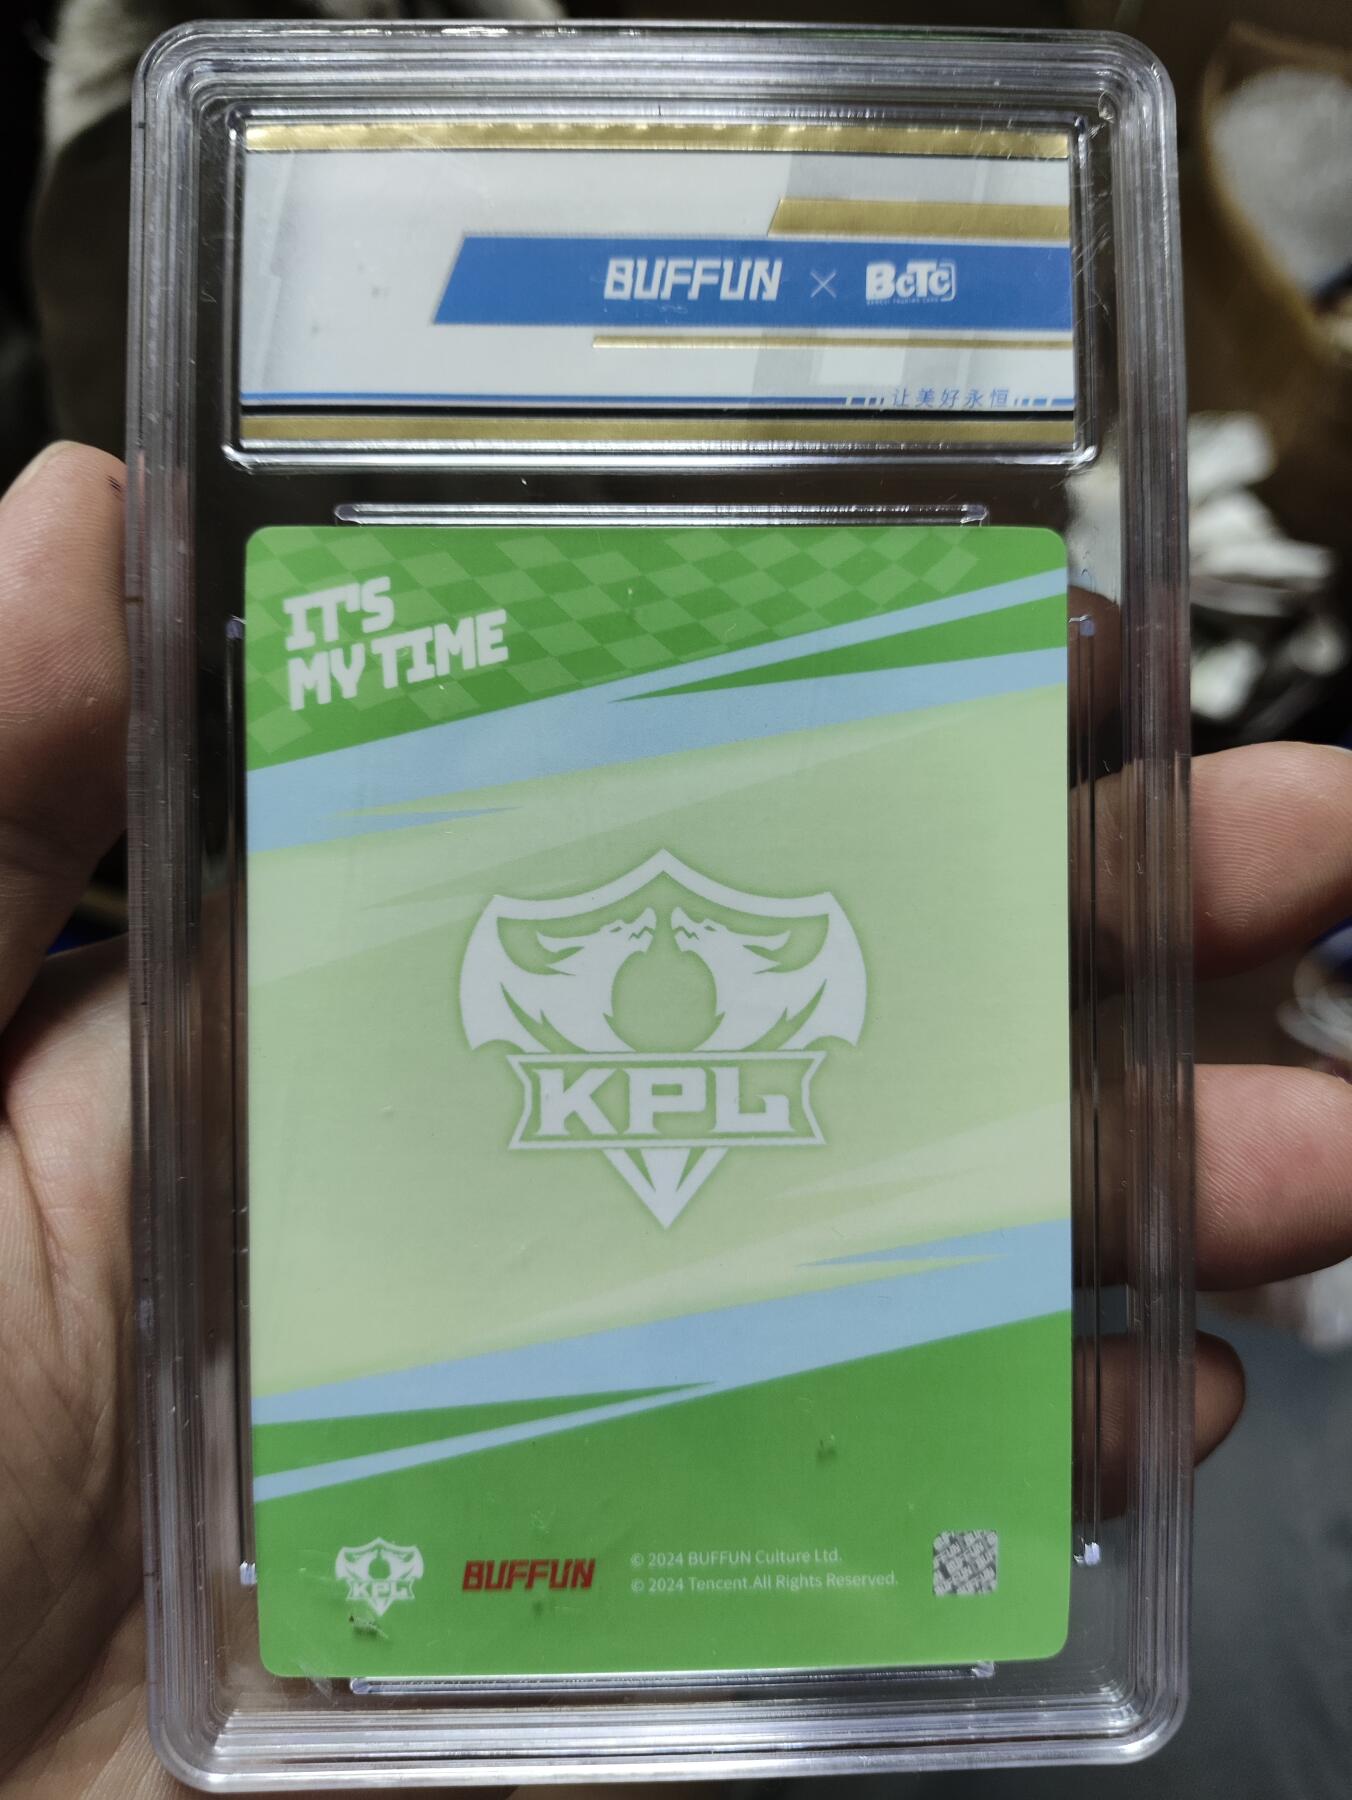 BUFFUN × BCTC
让美好永恒
IT'S
MY TIME
KPL
KPL
BUFFUN
© 2024 BUFFUN Culture Ltd.
© 2024 Tencent.All Rights Reserved.